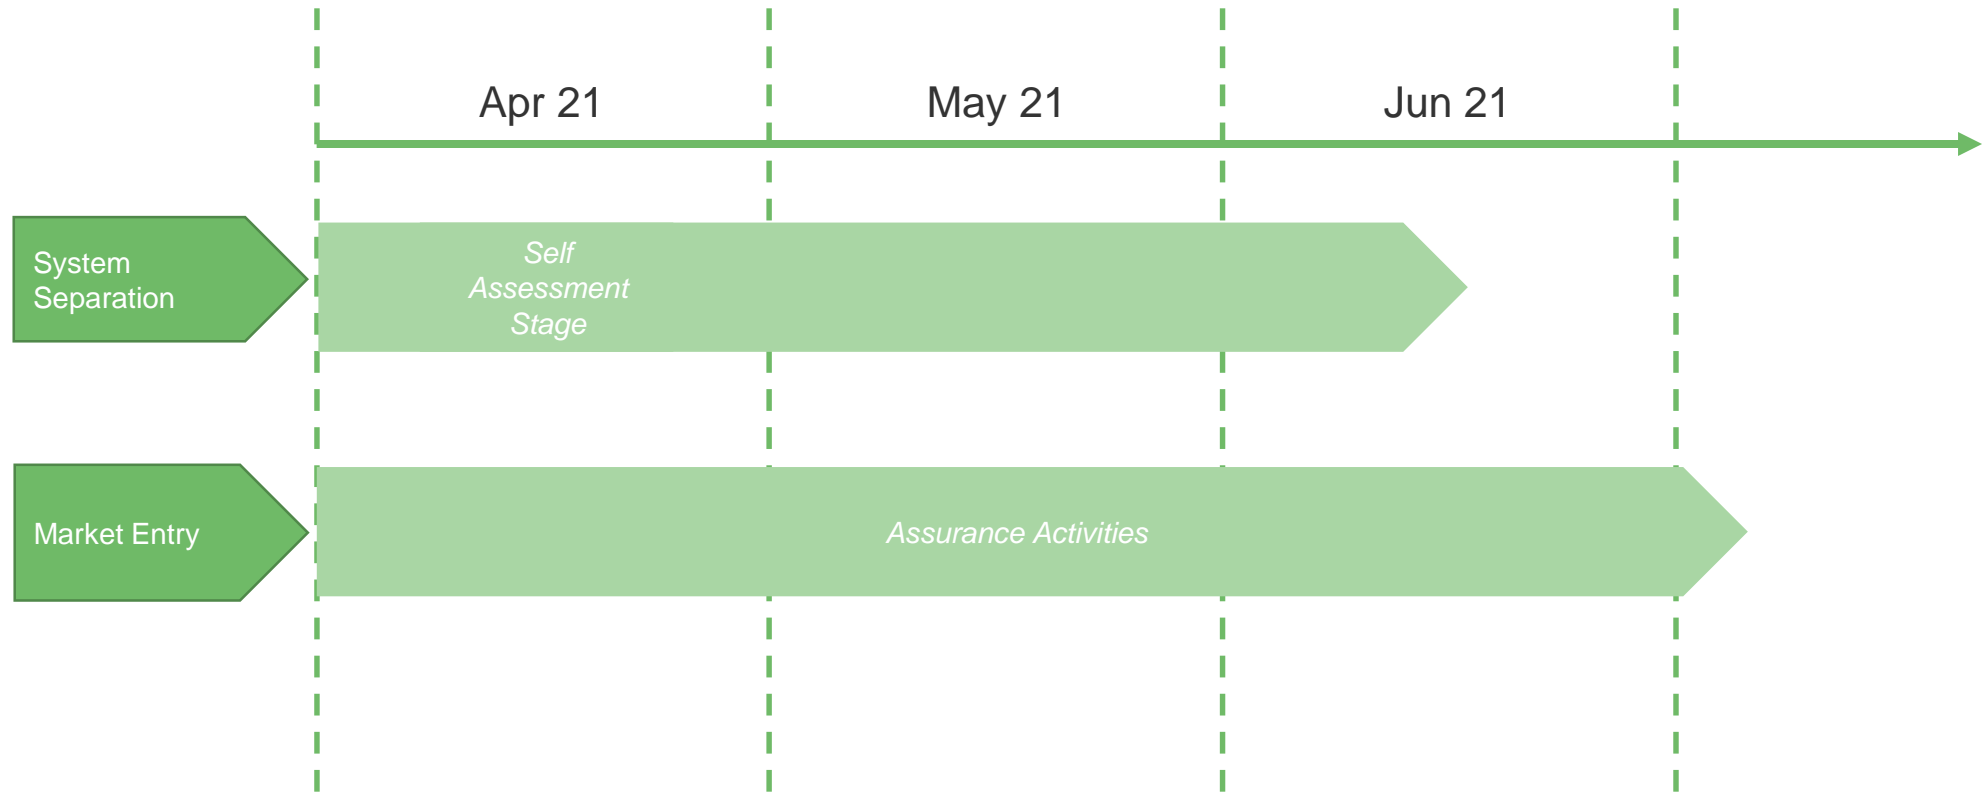 Apr 21
May 21
Jun 21
System
Separation
Self
Assessment
Stage
Market Entry
Assurance Activities